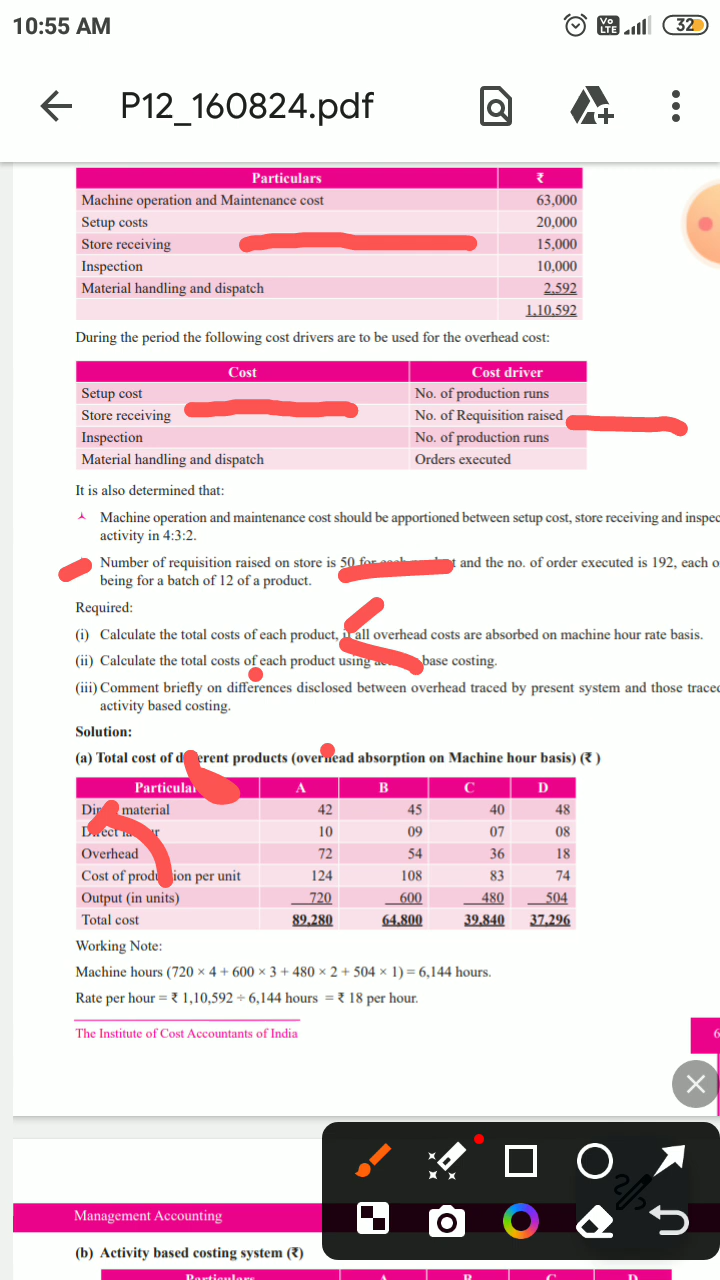 10:55 AM
Vo LTE
32
P12_160824.pdf
Particulars ₹
Machine operation and Maintenance cost 63,000
Setup costs 20,000
Store receiving 15,000
Inspection 10,000
Material handling and dispatch 2,592
1,10,592
During the period the following cost drivers are to be used for the overhead cost:
Cost Cost driver
Setup cost No. of production runs
Store receiving No. of Requisition raised
Inspection No. of production runs
Material handling and dispatch Orders executed
It is also determined that:
Machine operation and maintenance cost should be apportioned between setup cost, store receiving and inspec
activity in 4:3:2.
Number of requisition raised on store is 50 for each and the no. of order executed is 192, each o
being for a batch of 12 of a product.
Required:
(i) Calculate the total costs of each product, if all overhead costs are absorbed on machine hour rate basis.
(ii) Calculate the total costs of each product using base costing.
(iii) Comment briefly on differences disclosed between overhead traced by present system and those traced
activity based costing.
Solution:
(a) Total cost of different products (overhead absorption on Machine hour basis) (₹ )
Particulars A B C D
Direct material 42 45 40 48
Direct 10 09 07 08
Overhead 72 54 36 18
Cost of production per unit 124 108 83 74
Output (in units) 720 600 480 504
Total cost 89,280 64,800 39,840 37,296
Working Note:
Machine hours (720 × 4 + 600 × 3 + 480 × 2 + 504 × 1) = 6,144 hours.
Rate per hour = ₹ 1,10,592 ÷ 6,144 hours = ₹ 18 per hour.
The Institute of Cost Accountants of India
6
Management Accounting
(b) Activity based costing system (₹)
Particulars A B C D